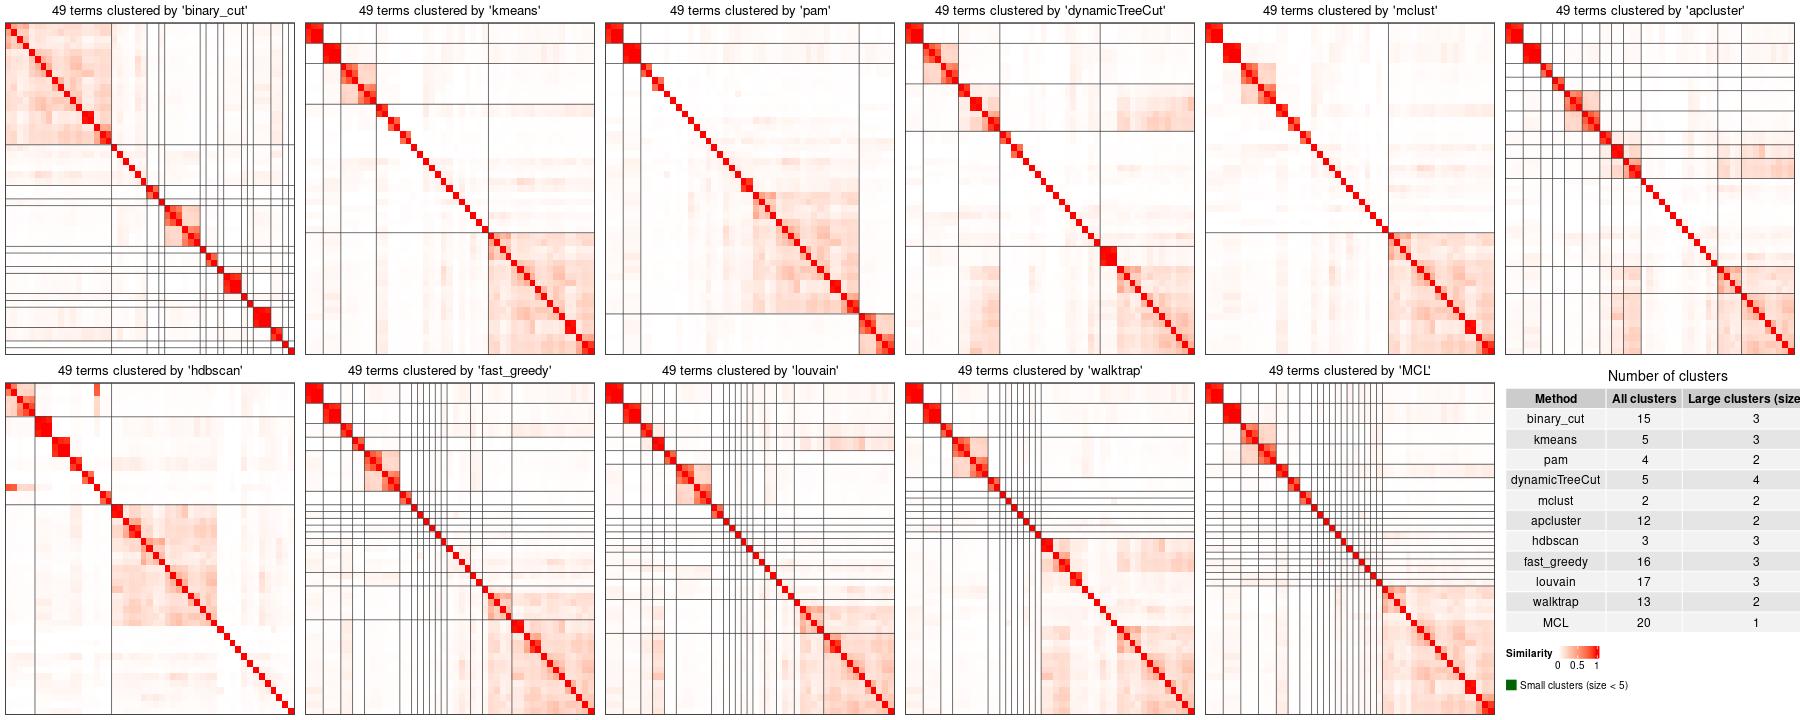 49 terms clustered by 'binary_cut'
49 terms clustered by 'kmeans'
49 terms clustered by 'pam'
49 terms clustered by 'dynamicTreeCut'
49 terms clustered by 'mclust'
49 terms clustered by 'apcluster'
49 terms clustered by 'hdbscan'
49 terms clustered by 'fast_greedy'
49 terms clustered by 'louvain'
49 terms clustered by 'walktrap'
49 terms clustered by 'MCL'
Number of clusters
Method All clusters Large clusters (size
binary_cut 15 3
kmeans 5 3
pam 4 2
dynamicTreeCut 5 4
mclust 2 2
apcluster 12 2
hdbscan 3 3
fast_greedy 16 3
louvain 17 3
walktrap 13 2
MCL 20 1
Similarity
0 0.5 1
Small clusters (size < 5)